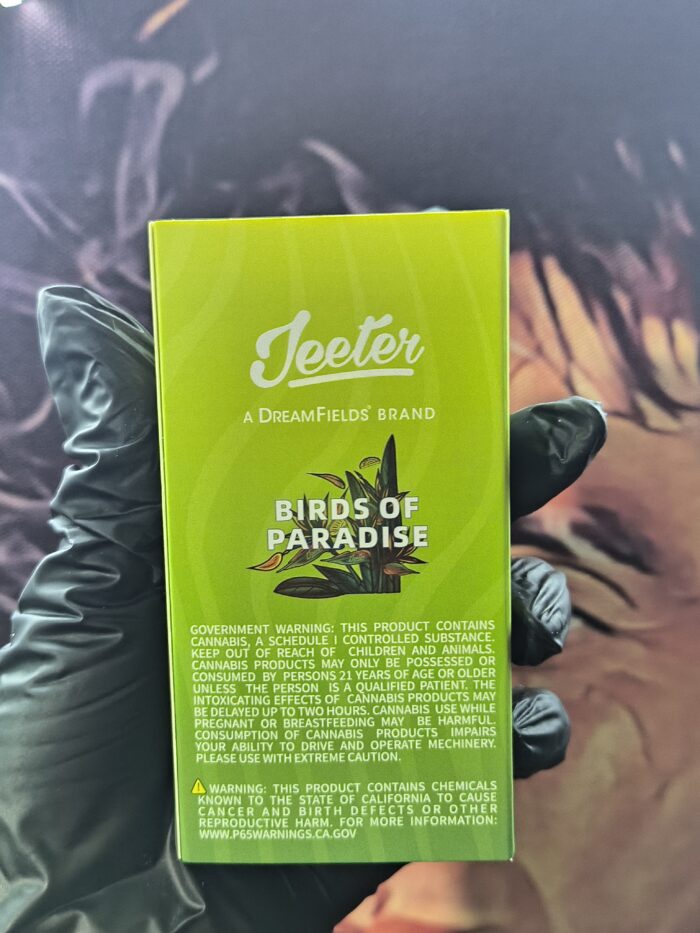 Jeeter
A DREAMFIELDS® BRAND
BIRDS OF
PARADISE
GOVERNMENT WARNING: THIS PRODUCT CONTAINS
CANNABIS, A SCHEDULE I CONTROLLED SUBSTANCE.
KEEP OUT OF REACH OF CHILDREN AND ANIMALS.
CANNABIS PRODUCTS MAY ONLY BE POSSESSED OR
CONSUMED BY PERSONS 21 YEARS OF AGE OR OLDER
UNLESS THE PERSON IS A QUALIFIED PATIENT. THE
INTOXICATING EFFECTS OF CANNABIS PRODUCTS MAY
BE DELAYED UP TO TWO HOURS. CANNABIS USE WHILE
PREGNANT OR BREASTFEEDING MAY BE HARMFUL.
CONSUMPTION OF CANNABIS PRODUCTS IMPAIRS
YOUR ABILITY TO DRIVE AND OPERATE MECHINERY.
PLEASE USE WITH EXTREME CAUTION.
WARNING: THIS PRODUCT CONTAINS CHEMICALS
KNOWN TO THE STATE OF CALIFORNIA TO CAUSE
CANCER AND BIRTH DEFECTS OR OTHER
REPRODUCTIVE HARM. FOR MORE INFORMATION:
WWW.P65WARNINGS.CA.GOV